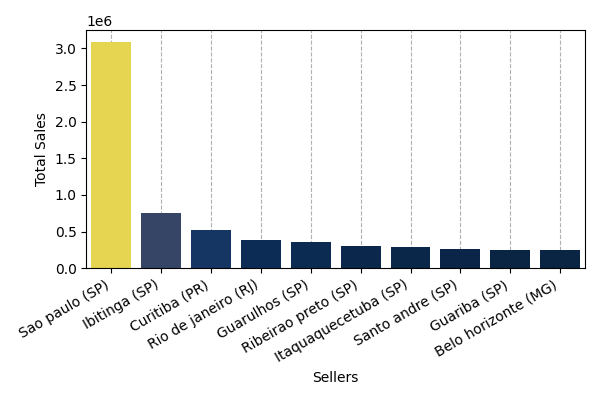 1e6
3.0
2.5
2.0
1.5
1.0
0.5
0.0
Total Sales
Sao paulo (SP)
Ibitinga (SP)
Curitiba (PR)
Rio de janeiro (RJ)
Guarulhos (SP)
Ribeirao preto (SP)
Itaquaquecetuba (SP)
Santo andre (SP)
Guariba (SP)
Belo horizonte (MG)
Sellers